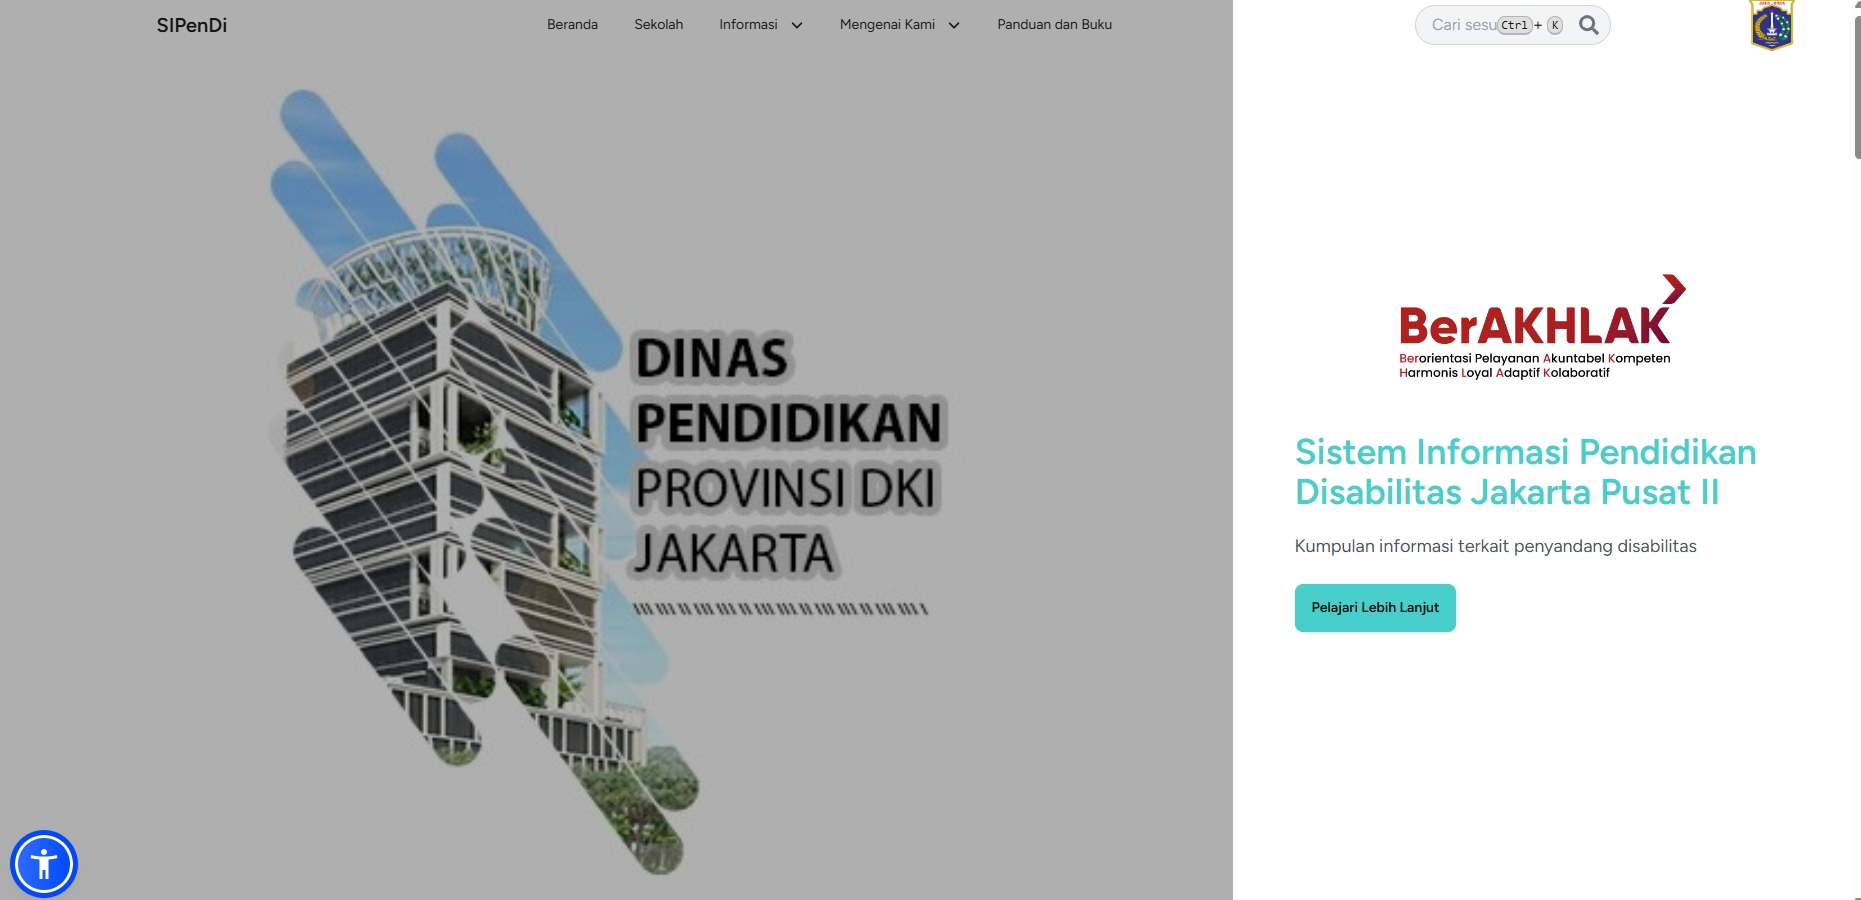 SIPenDi
Beranda
Sekolah
Informasi
Mengenai Kami
Panduan dan Buku
Cari sesu Ctrl + K
DINAS
PENDIDIKAN
PROVINSI DKI
JAKARTA
BerAKHLAK
Berorientasi Pelayanan Akuntabel Kompeten
Harmonis Loyal Adaptif Kolaboratif
Sistem Informasi Pendidikan
Disabilitas Jakarta Pusat II
Kumpulan informasi terkait penyandang disabilitas
Pelajari Lebih Lanjut